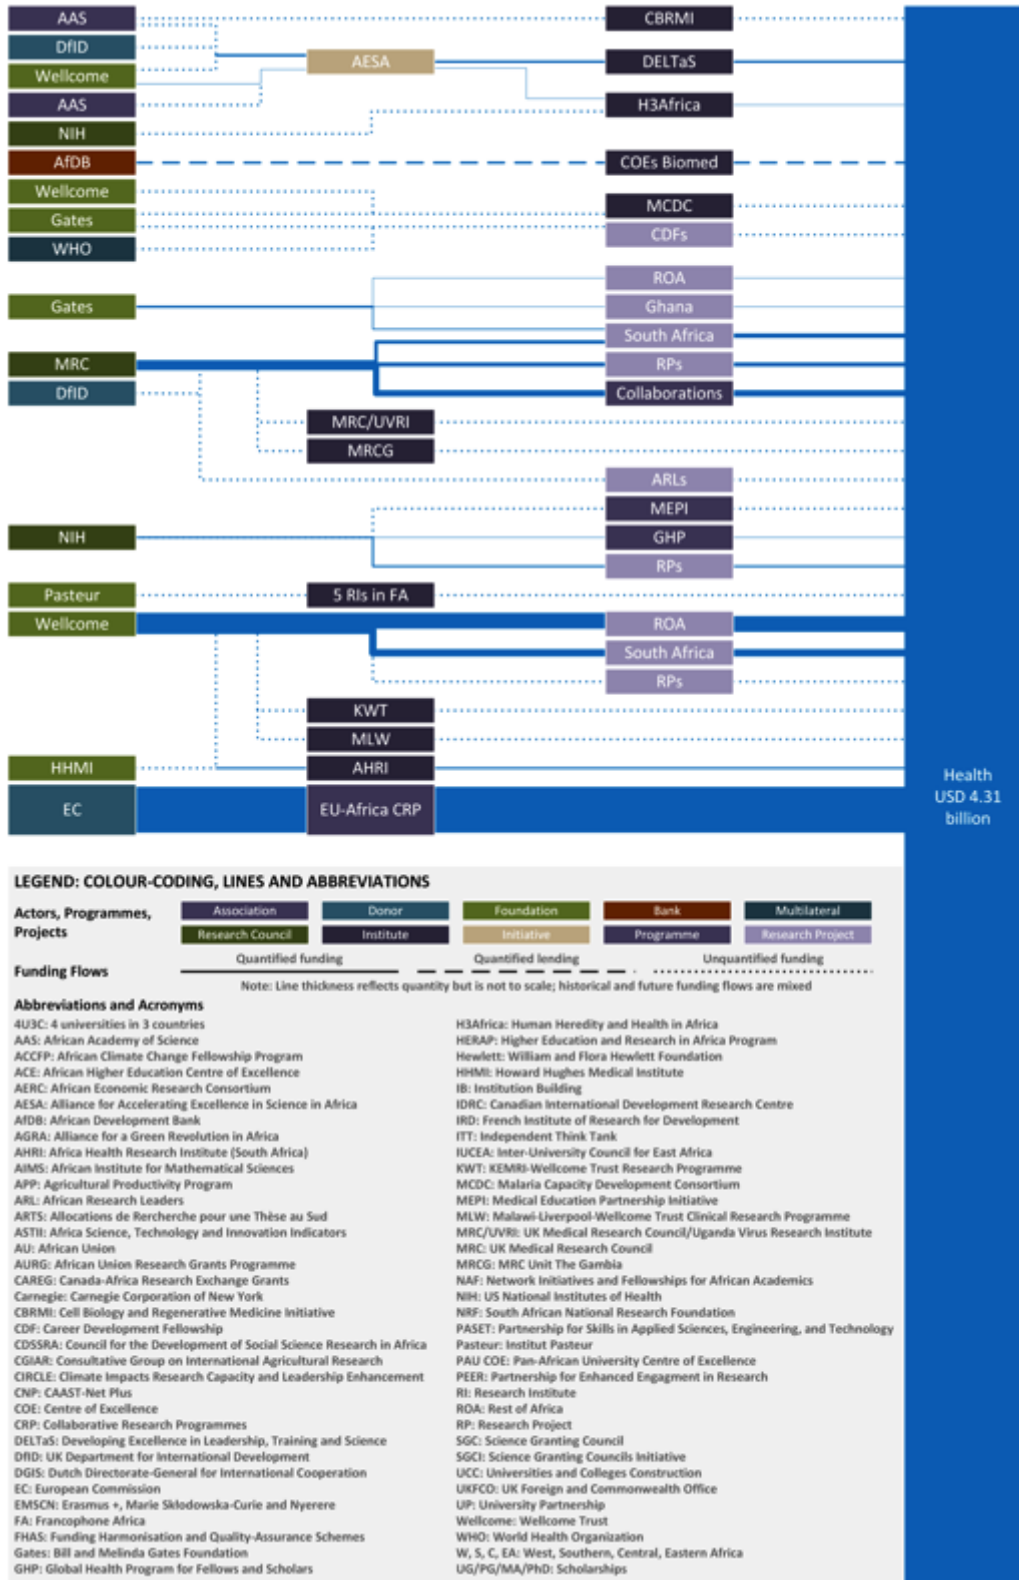 AAS
CBRMI
DfID
AESA
DELTaS
Wellcome
AAS
H3Africa
NIH
AfDB
COEs Biomed
Wellcome
MCDC
Gates
CDFs
WHO
ROA
Gates
Ghana
South Africa
MRC
RPs
DfID
Collaborations
MRC/UVRI
MRCG
ARLs
MEPI
NIH
GHP
RPs
Pasteur
5 RIs in FA
Wellcome
ROA
South Africa
RPs
KWT
MLW
HHMI
AHRI
EC
EU-Africa CRP
Health
USD 4.31
billion
LEGEND: COLOUR-CODING, LINES AND ABBREVIATIONS
Actors, Programmes,
Projects
Association Donor Foundation Bank Multilateral
Research Council Institute Initiative Programme Research Project
Quantified funding Quantified lending Unquantified funding
Funding Flows
Note: Line thickness reflects quantity but is not to scale; historical and future funding flows are mixed
Abbreviations and Acronyms
4U3C: 4 universities in 3 countries
AAS: African Academy of Science
ACCFP: African Climate Change Fellowship Program
ACE: African Higher Education Centre of Excellence
AERC: African Economic Research Consortium
AESA: Alliance for Accelerating Excellence in Science in Africa
AfDB: African Development Bank
AGRA: Alliance for a Green Revolution in Africa
AHRI: Africa Health Research Institute (South Africa)
AIMS: African Institute for Mathematical Sciences
APP: Agricultural Productivity Program
ARL: African Research Leaders
ARTS: Allocations de Rercherche pour une Thèse au Sud
ASTII: Africa Science, Technology and Innovation Indicators
AU: African Union
AURG: African Union Research Grants Programme
CAREG: Canada-Africa Research Exchange Grants
Carnegie: Carnegie Corporation of New York
CBRMI: Cell Biology and Regenerative Medicine Initiative
CDF: Career Development Fellowship
CDSSRA: Council for the Development of Social Science Research in Africa
CGIAR: Consultative Group on International Agricultural Research
CIRCLE: Climate Impacts Research Capacity and Leadership Enhancement
CNP: CAAST-Net Plus
COE: Centre of Excellence
CRP: Collaborative Research Programmes
DELTaS: Developing Excellence in Leadership, Training and Science
DfID: UK Department for International Development
DGIS: Dutch Directorate-General for International Cooperation
EC: European Commission
EMSCN: Erasmus +, Marie Sklodowska-Curie and Nyerere
FA: Francophone Africa
FHAS: Funding Harmonisation and Quality-Assurance Schemes
Gates: Bill and Melinda Gates Foundation
GHP: Global Health Program for Fellows and Scholars
H3Africa: Human Heredity and Health in Africa
HERAP: Higher Education and Research in Africa Program
Hewlett: William and Flora Hewlett Foundation
HHMI: Howard Hughes Medical Institute
IB: Institution Building
IDRC: Canadian International Development Research Centre
IRD: French Institute of Research for Development
ITT: Independent Think Tank
IUCEA: Inter-University Council for East Africa
KWT: KEMRI-Wellcome Trust Research Programme
MCDC: Malaria Capacity Development Consortium
MEPI: Medical Education Partnership Initiative
MLW: Malawi-Liverpool-Wellcome Trust Clinical Research Programme
MRC/UVRI: UK Medical Research Council/Uganda Virus Research Institute
MRC: UK Medical Research Council
MRCG: MRC Unit The Gambia
NAF: Network Initiatives and Fellowships for African Academics
NIH: US National Institutes of Health
NRF: South African National Research Foundation
PASET: Partnership for Skills in Applied Sciences, Engineering, and Technology
Pasteur: Institut Pasteur
PAU COE: Pan-African University Centre of Excellence
PEER: Partnership for Enhanced Engagment in Research
RI: Research Institute
ROA: Rest of Africa
RP: Research Project
SGC: Science Granting Council
SGCI: Science Granting Councils Initiative
UCC: Universities and Colleges Construction
UKFCO: UK Foreign and Commonwealth Office
UP: University Partnership
Wellcome: Wellcome Trust
WHO: World Health Organization
W, S, C, EA: West, Southern, Central, Eastern Africa
UG/PG/MA/PhD: Scholarships